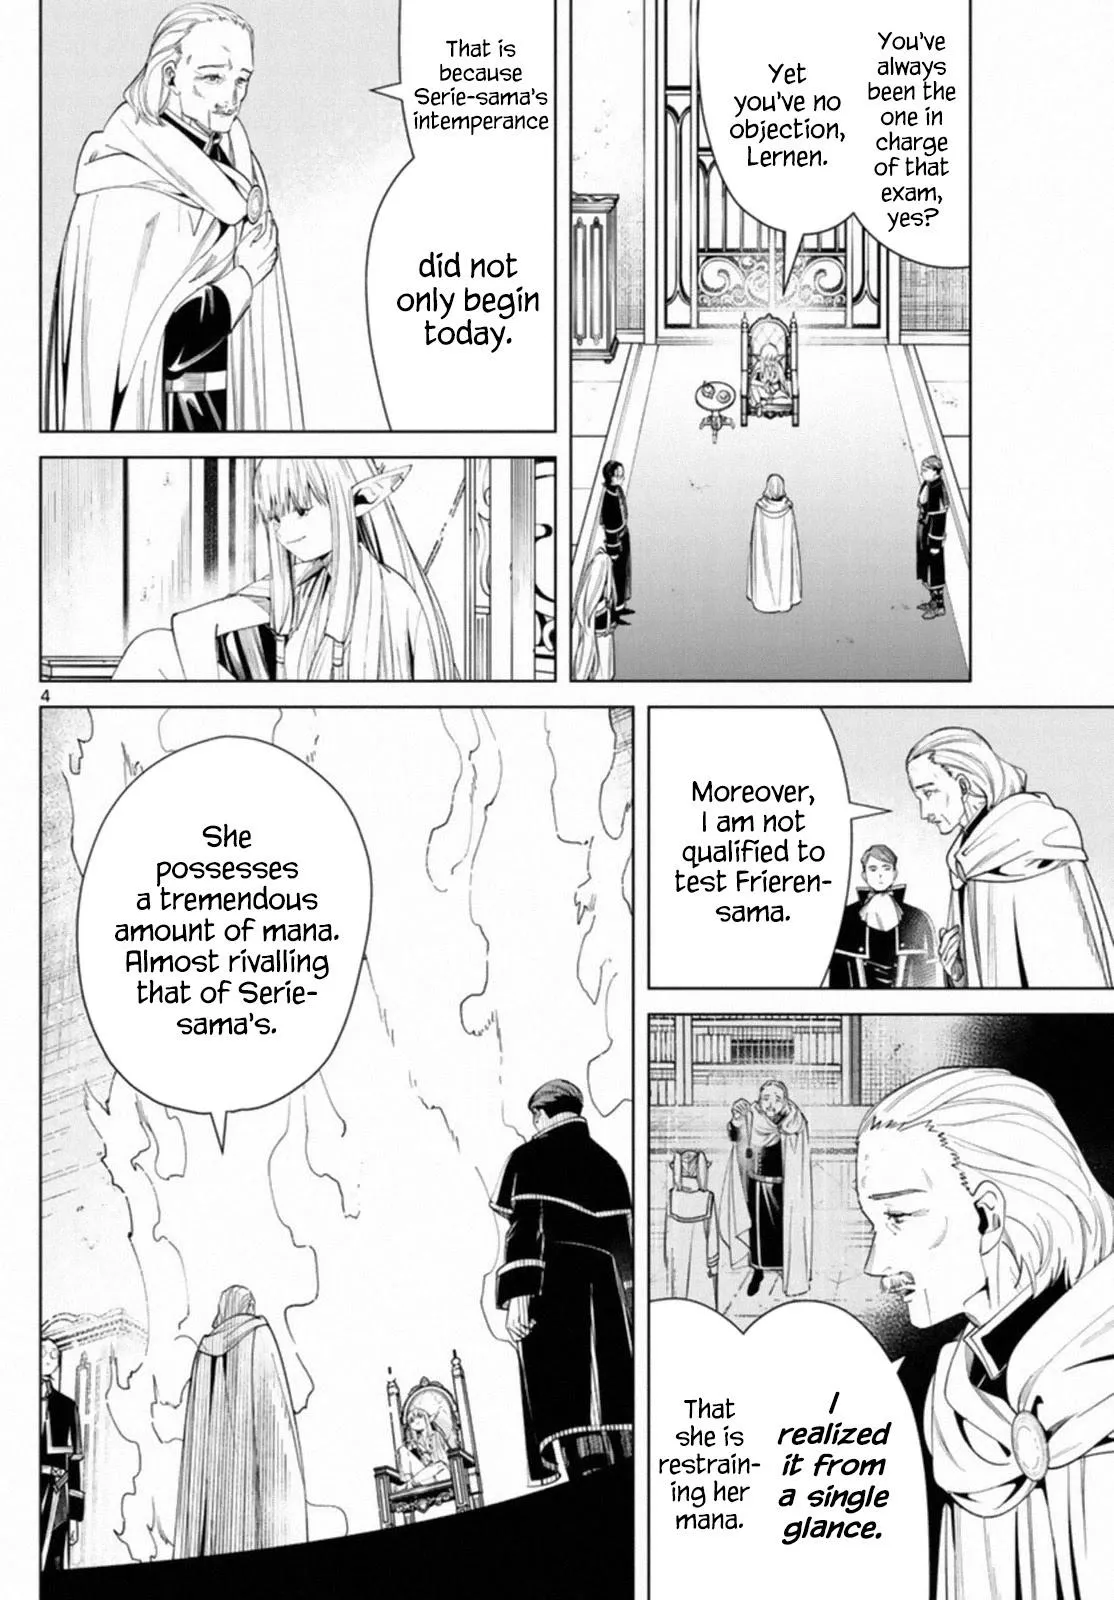 You've
always
been the
one in
charge
of that
exam,
yes?
Yet
you've no
objection,
Lernen.
That is
because
Serie-sama's
intemperance
did not
only begin
today.
4
Moreover,
I am not
qualified to
test Frieren-
sama.
I
realized
it from
a single
glance.
That
she is
restrain-
ing her
mana.
She
possesses
a tremendous
amount of mana.
Almost rivalling
that of Serie-
sama's.